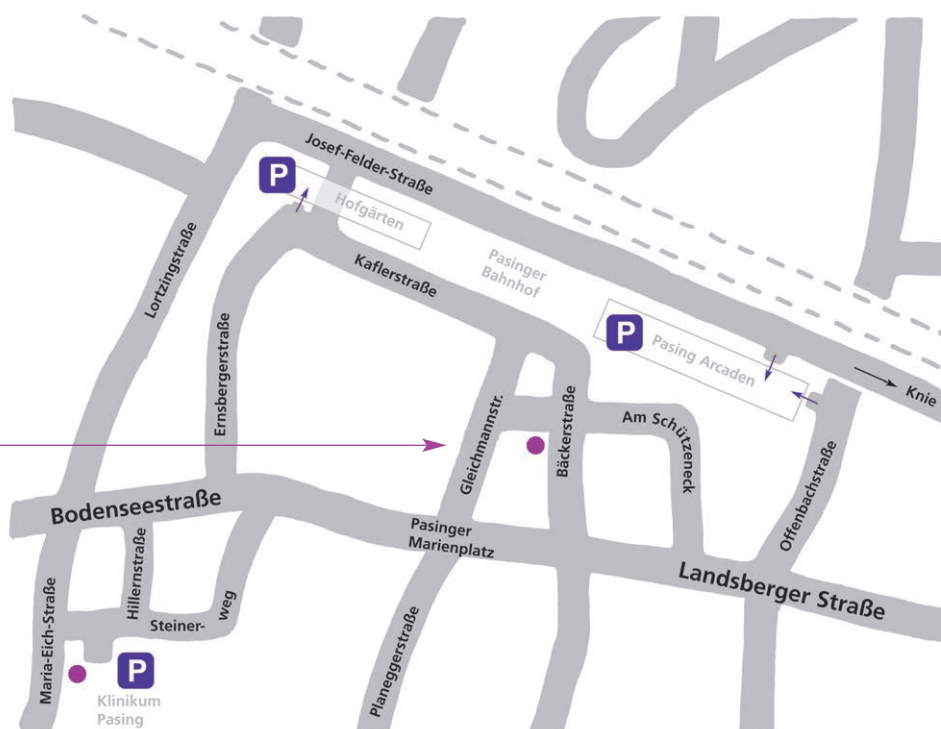 Josef-Felder-Straße
P
Hofgärten
Lortzingstraße
Kaflerstraße
Pasinger
Bahnhof
P
Pasing Arcaden
Knie
Ernsbergerstraße
Gleichmannstr.
Bäckerstraße
Am Schützeneck
Offenbachstraße
Bodenseestraße
Pasinger
Marienplatz
Landsberger Straße
Maria-Eich-Straße
Hillernstraße
Steiner-
weg
Planeggerstraße
P
Klinikum
Pasing